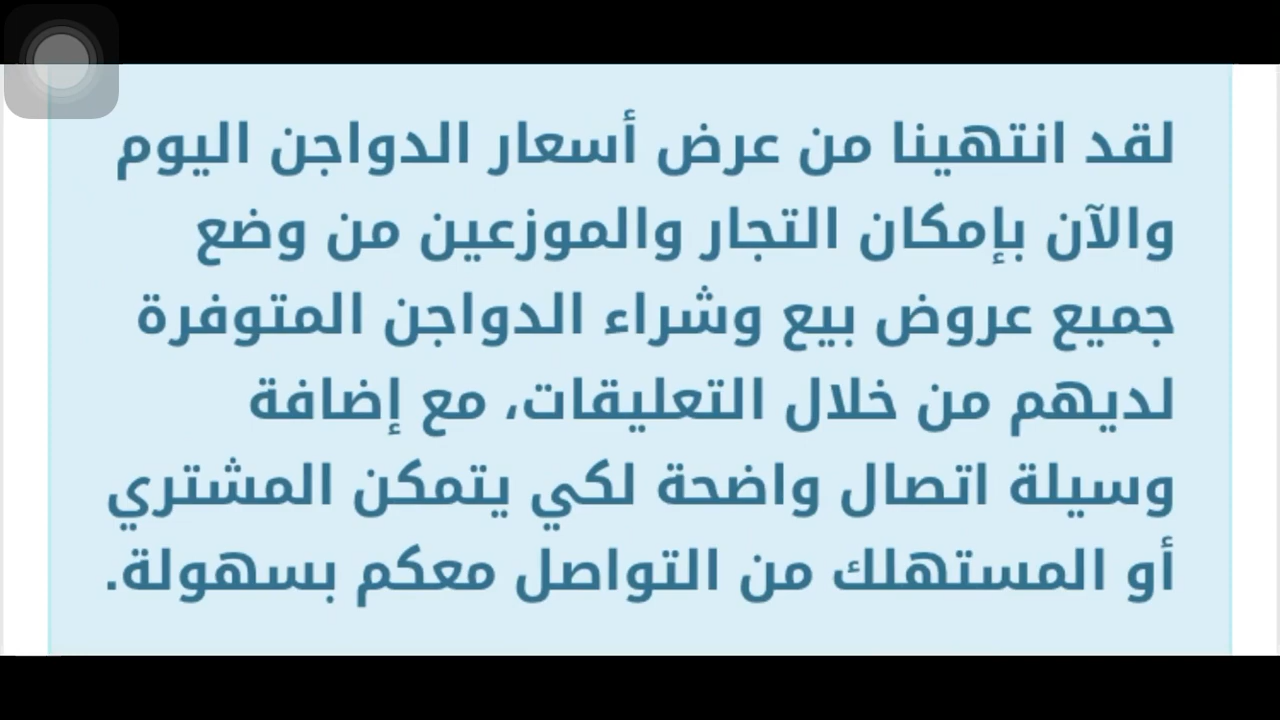 لقد انتهينا من عرض أسعار الدواجن اليوم
والآن بإمكان التجار والموزعين من وضع
جميع عروض بيع وشراء الدواجن المتوفرة
لديهم من خلال التعليقات، مع إضافة
وسيلة اتصال واضحة لكي يتمكن المشتري
أو المستهلك من التواصل معكم بسهولة.